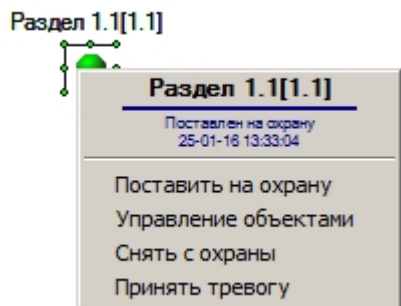 Раздел 1.1[1.1]
Раздел 1.1[1.1]
Поставлен на охрану
25-01-16 13:33:04
Поставить на охрану
Управление объектами
Снять с охраны
Принять тревогу